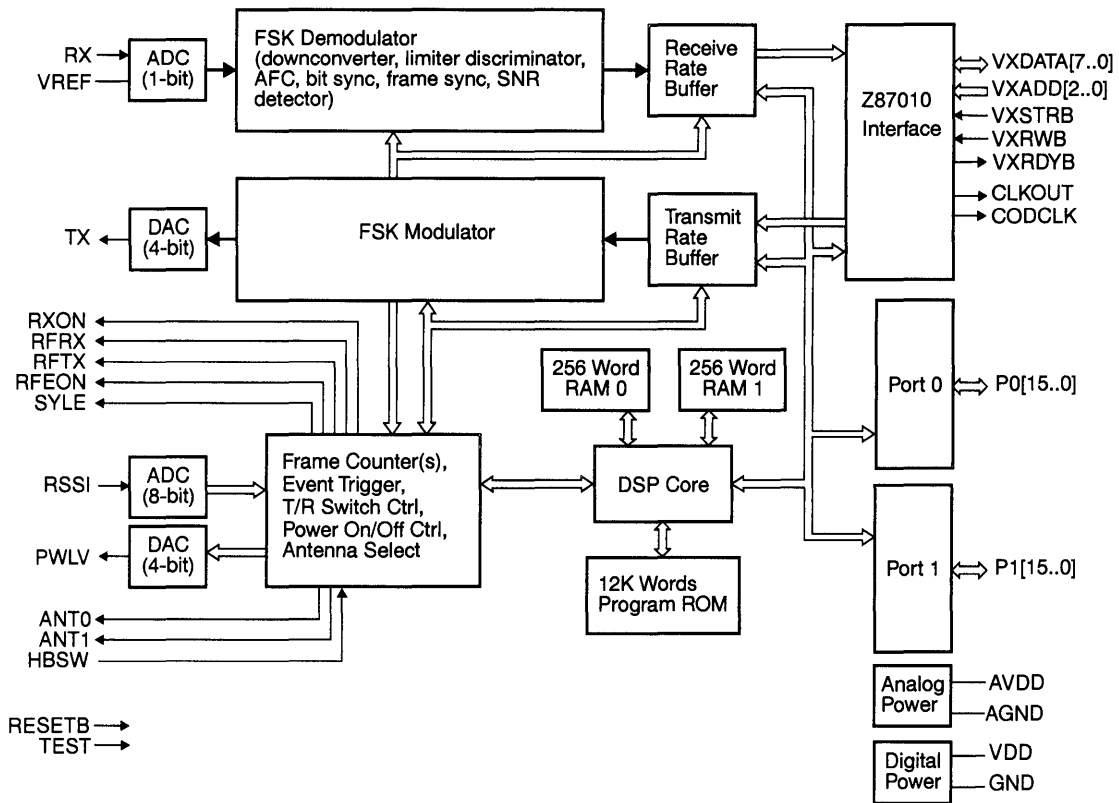 RX
VREF
ADC
(1-bit)
FSK Demodulator
(downconverter, limiter discriminator,
AFC, bit sync, frame sync, SNR
detector)
Receive
Rate
Buffer
Z87010
Interface
VXDATA[7..0]
VXADD[2..0]
VXSTRB
VXRWB
VXRDYB
CLKOUT
CODCLK
TX
DAC
(4-bit)
FSK Modulator
Transmit
Rate
Buffer
RXON
RFRX
RFTX
RFEON
SYLE
256 Word
RAM 0
256 Word
RAM 1
Port 0
P0[15..0]
RSSI
ADC
(8-bit)
Frame Counter(s),
Event Trigger,
T/R Switch Ctrl,
Power On/Off Ctrl,
Antenna Select
DSP Core
PWLV
DAC
(4-bit)
12K Words
Program ROM
Port 1
P1[15..0]
ANT0
ANT1
HBSW
Analog
Power
AVDD
AGND
RESETB
TEST
Digital
Power
VDD
GND